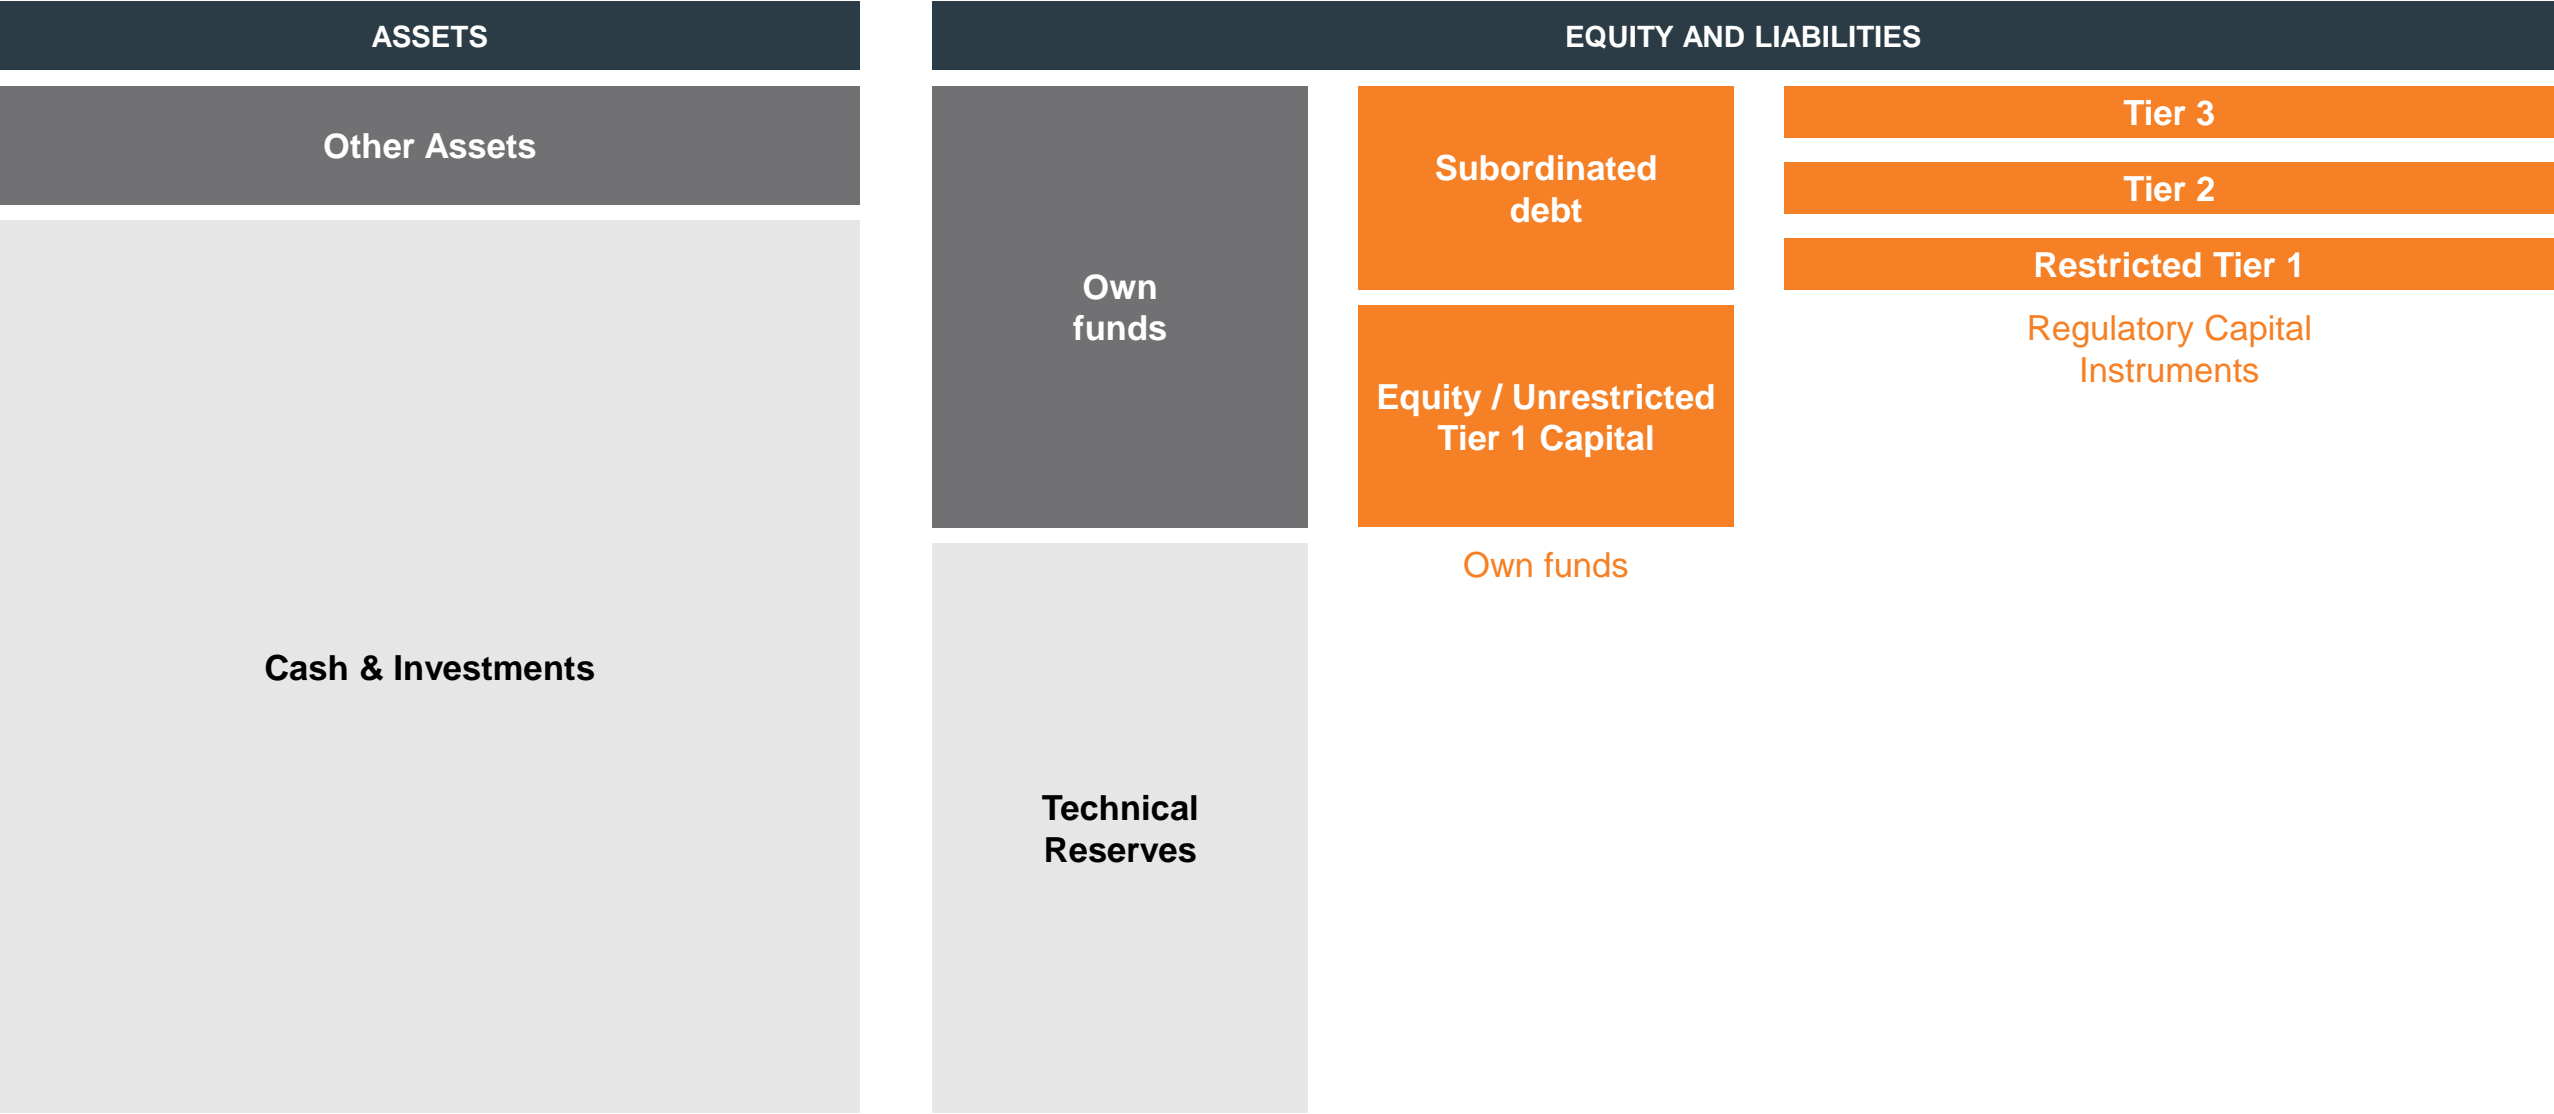 ASSETS
EQUITY AND LIABILITIES
Other Assets
Cash & Investments
Own
funds
Technical
Reserves
Subordinated
debt
Equity / Unrestricted
Tier 1 Capital
Own funds
Tier 3
Tier 2
Restricted Tier 1
Regulatory Capital
Instruments